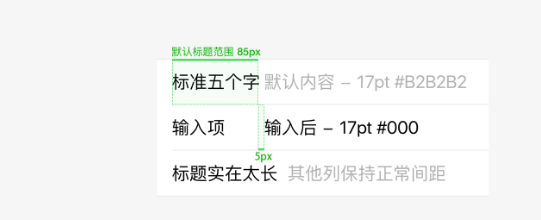 默认标题范围 85px
标准五个字 默认内容 – 17pt #B2B2B2
输入项 输入后 – 17pt #000
5px
标题实在太长 其他列保持正常间距